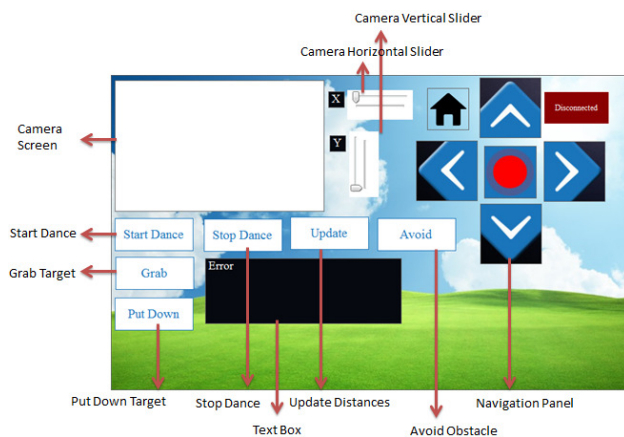 Camera Vertical Slider
Camera Horizontal Slider
X
Disconnected
Camera
Screen
Y
Start Dance
Start Dance
Stop Dance
Update
Avoid
Grab Target
Grab
Error
Put Down
Put Down Target
Stop Dance
Update Distances
Navigation Panel
Text Box
Avoid Obstacle